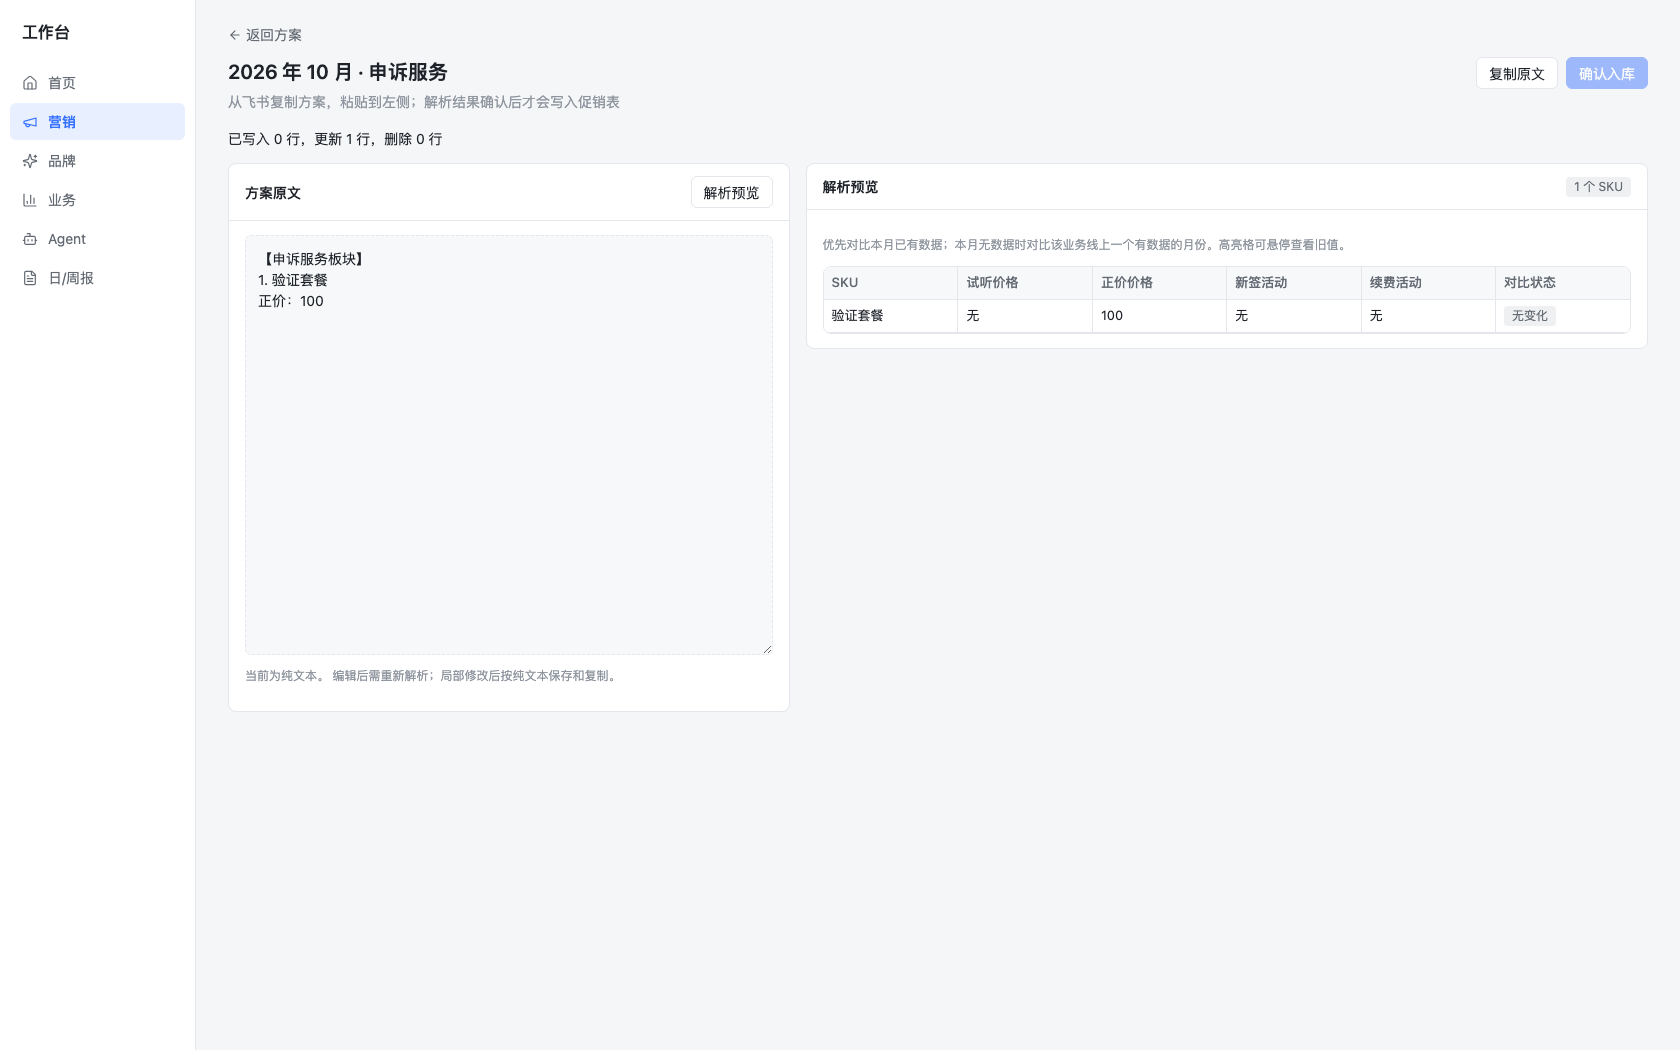 工作台
首页
营销
品牌
业务
Agent
日/周报
返回方案
2026 年 10 月 · 申诉服务
从飞书复制方案，粘贴到左侧；解析结果确认后才会写入促销表
复制原文
确认入库
已写入 0 行，更新 1 行，删除 0 行
方案原文
解析预览
【申诉服务板块】
1. 验证套餐
正价：100
当前为纯文本。 编辑后需重新解析；局部修改后按纯文本保存和复制。
解析预览
1 个 SKU
优先对比本月已有数据；本月无数据时对比该业务线上一个有数据的月份。高亮格可悬停查看旧值。
SKU 试听价格 正价价格 新签活动 续费活动 对比状态
验证套餐 无 100 无 无 无变化